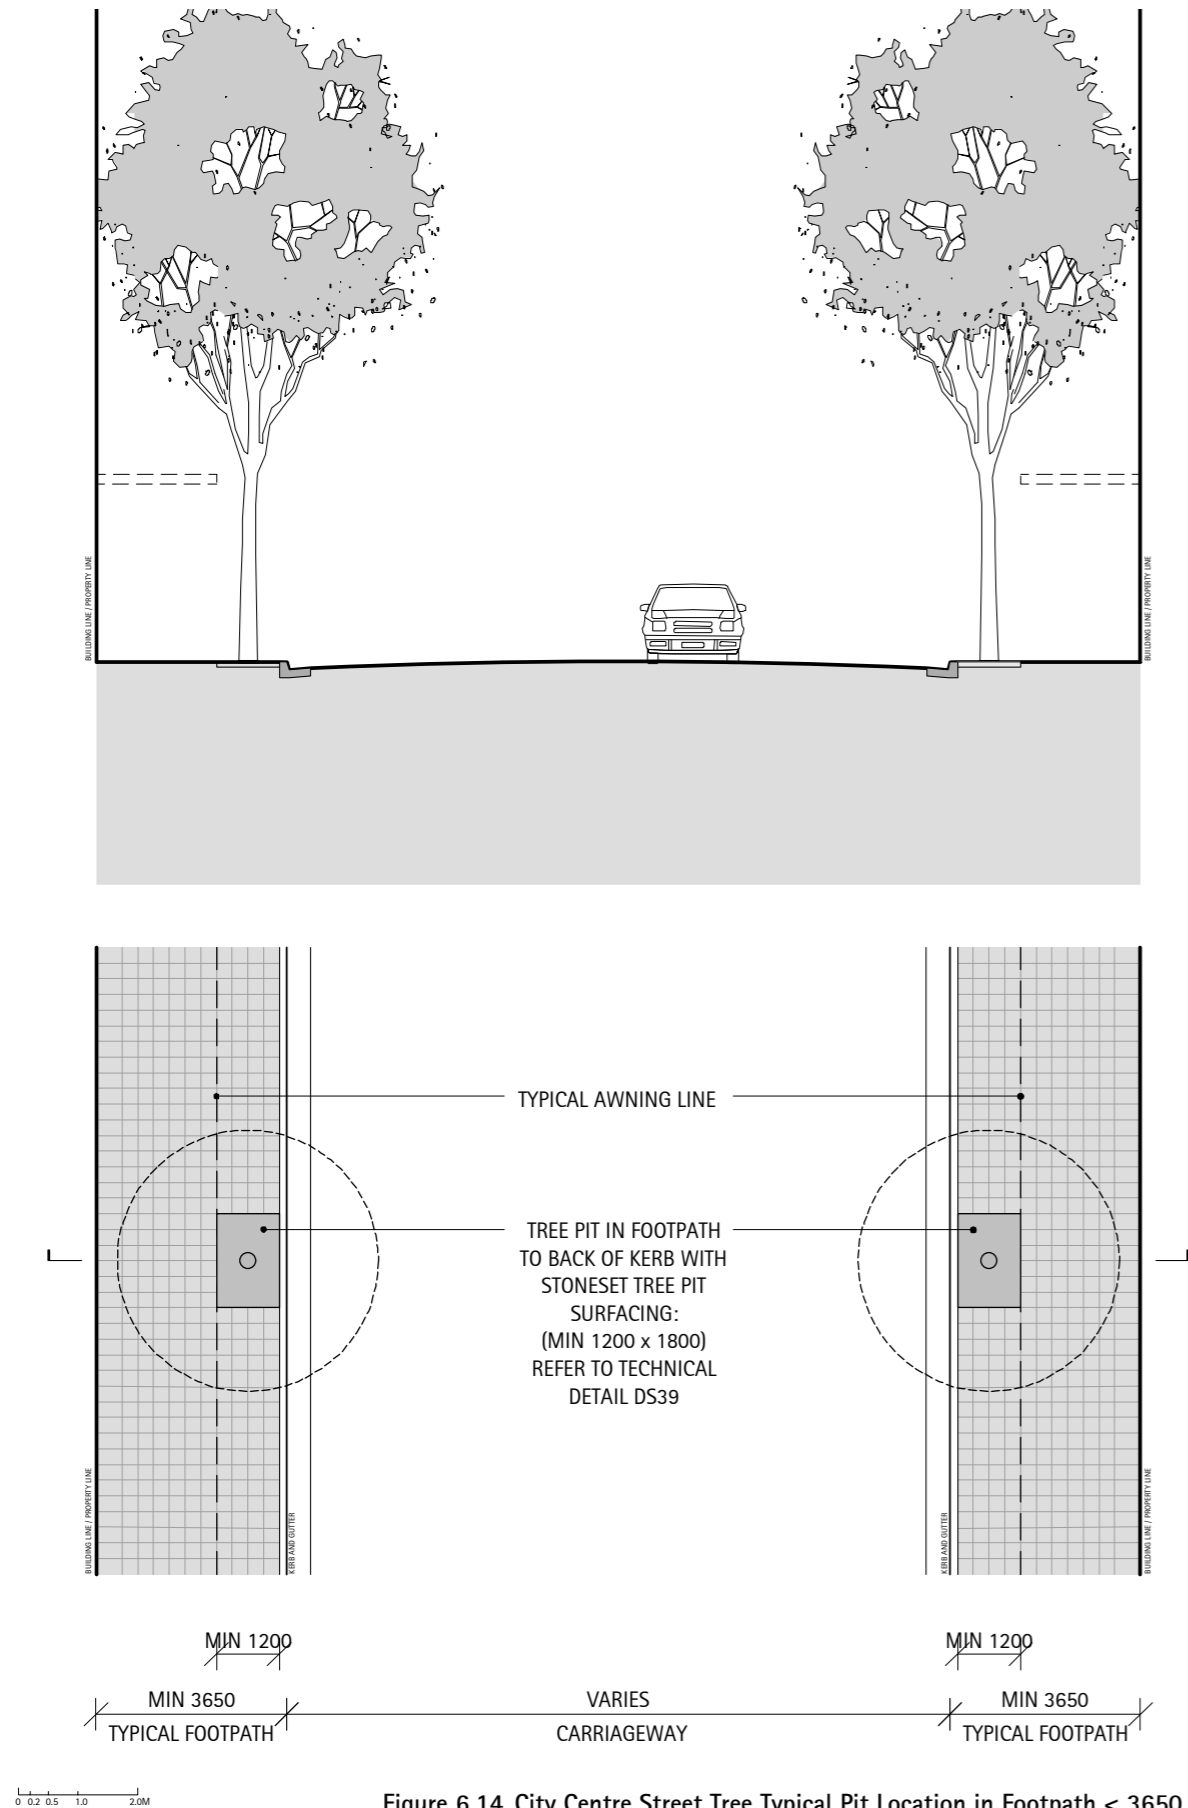 BUILDING LINE / PROPERTY LINE
BUILDING LINE / PROPERTY LINE
TYPICAL AWNING LINE
TREE PIT IN FOOTPATH
TO BACK OF KERB WITH
STONESET TREE PIT
SURFACING:
(MIN 1200 x 1800)
REFER TO TECHNICAL
DETAIL DS39
BUILDING LINE / PROPERTY LINE
KERB AND GUTTER
KERB AND GUTTER
BUILDING LINE / PROPERTY LINE
MIN 1200
MIN 1200
MIN 3650
VARIES
MIN 3650
TYPICAL FOOTPATH
CARRIAGEWAY
TYPICAL FOOTPATH
0 0.2 0.5 1.0 2.0M
Figure 6.14 City Centre Street Tree Typical Pit Location in Footpath < 3650